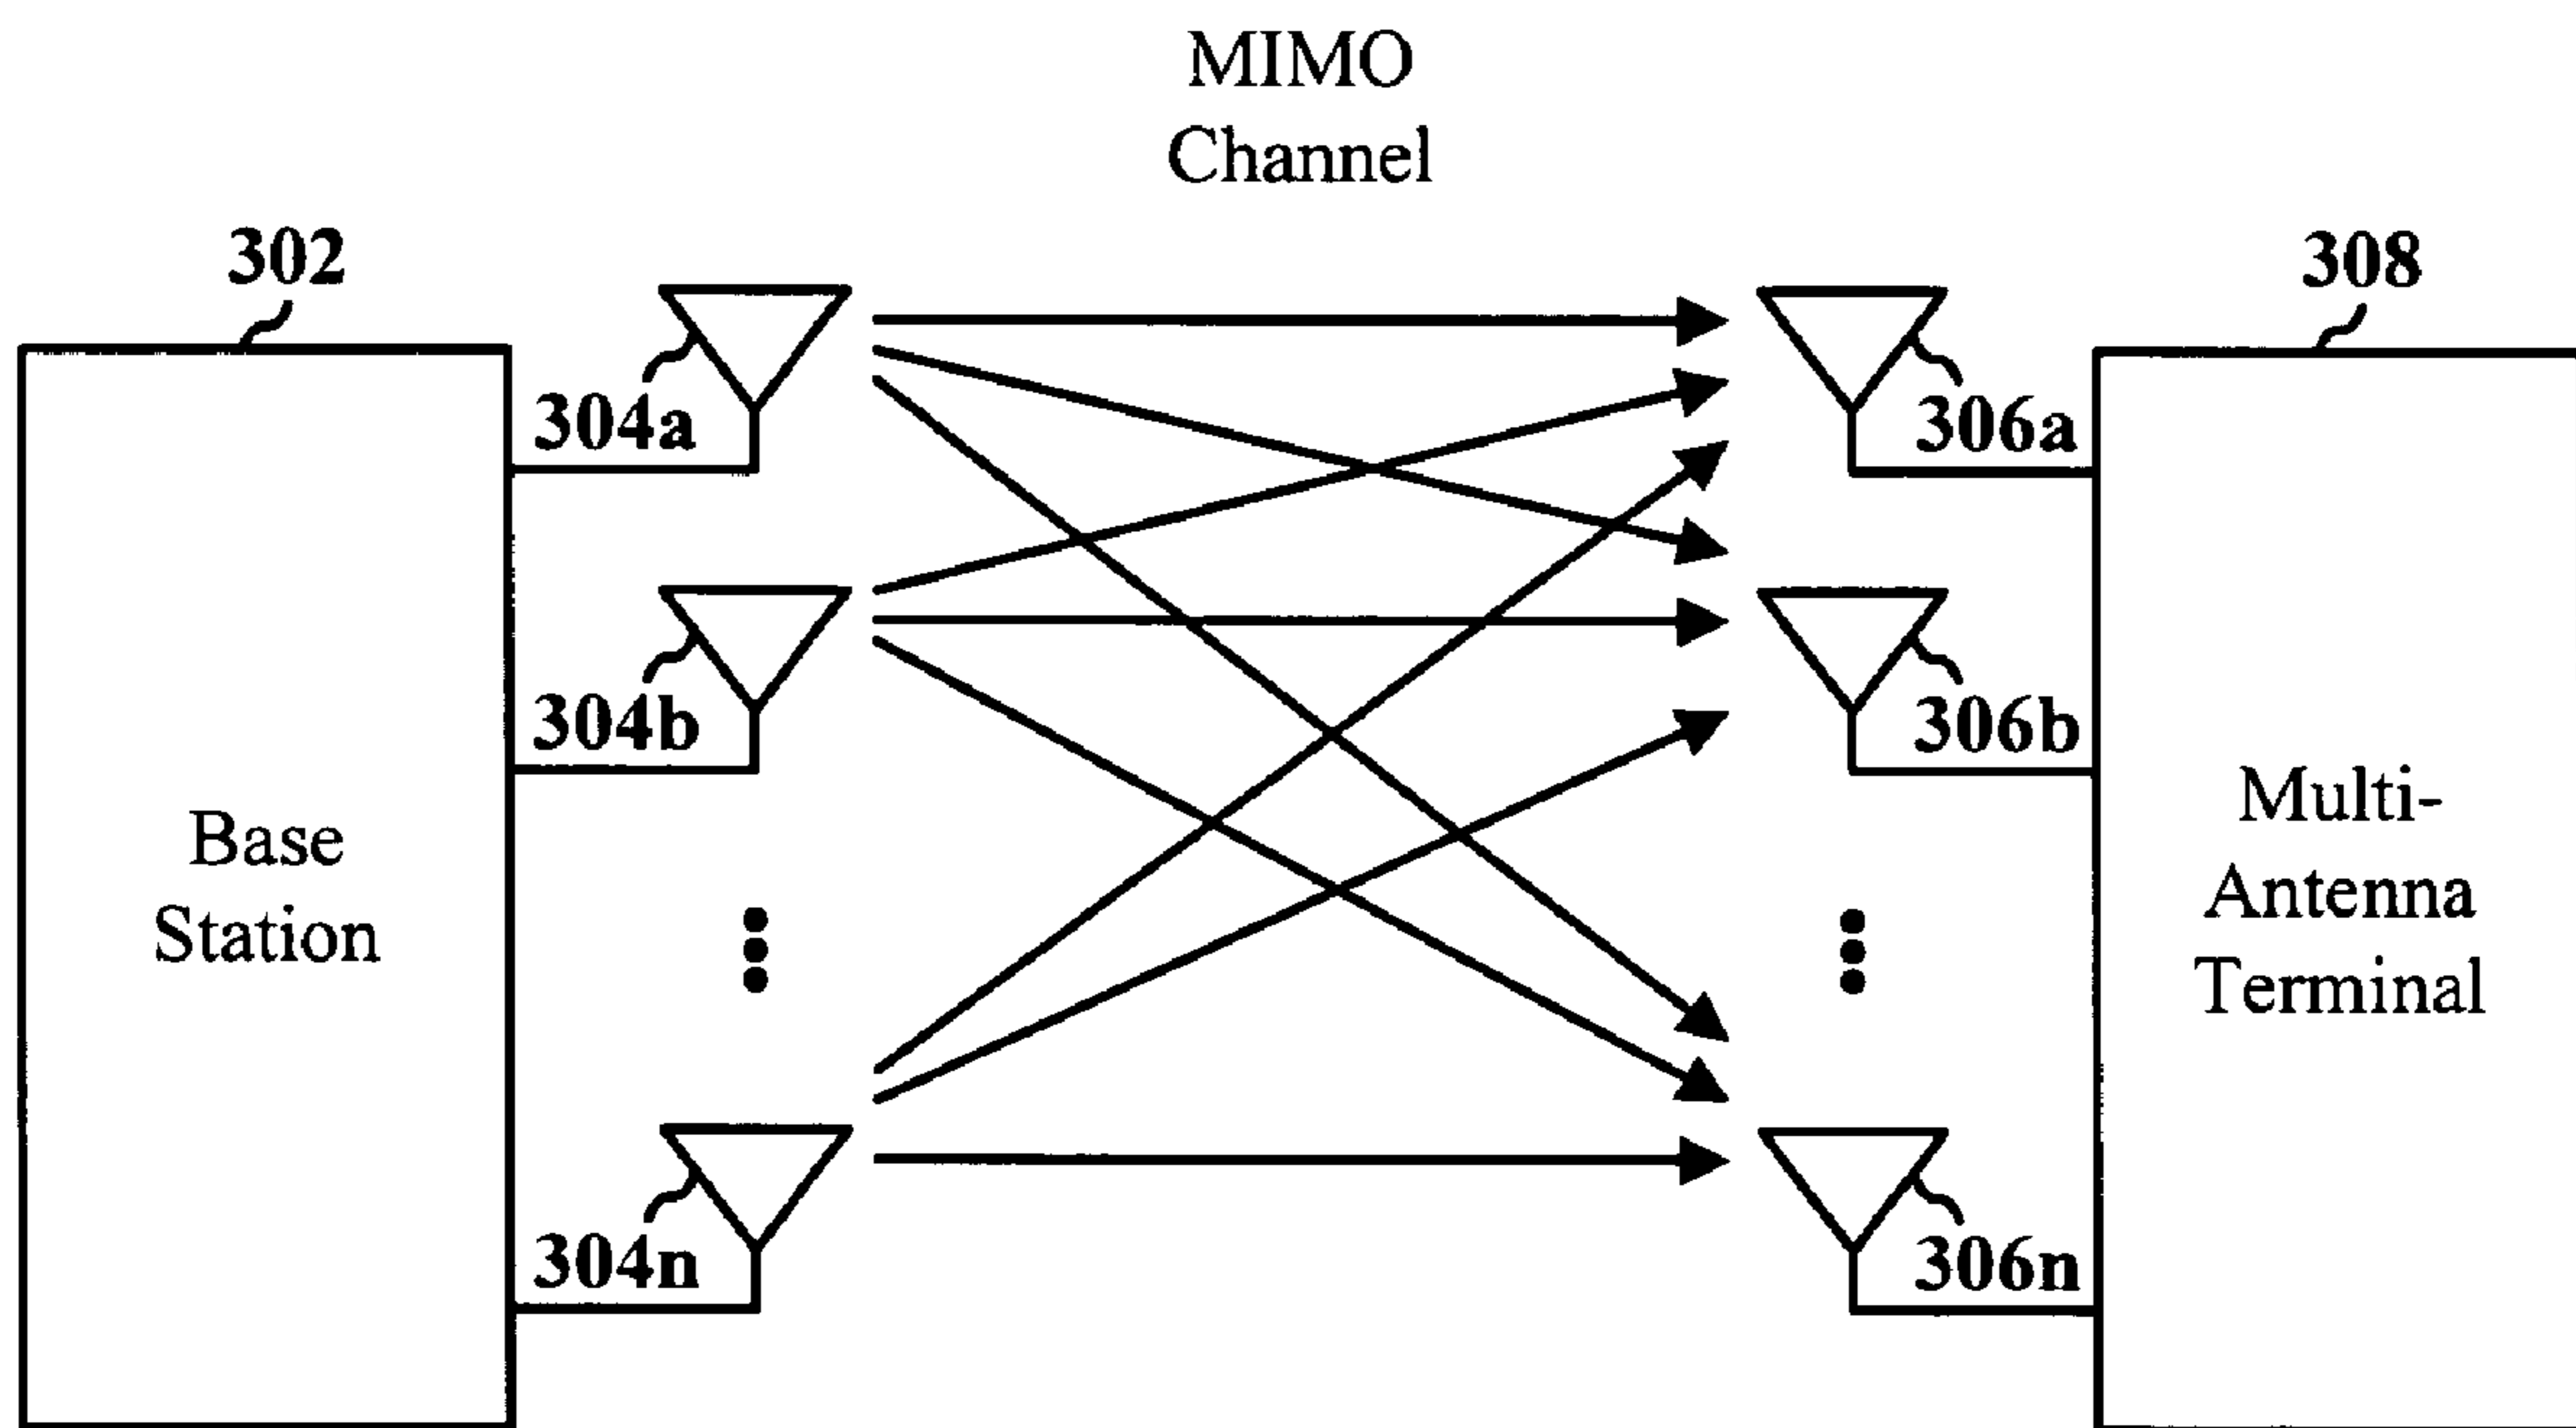 MIMO
Channel
302
308
304a
306a
304b
306b
Base
Station
Multi-
Antenna
Terminal
304n
306n